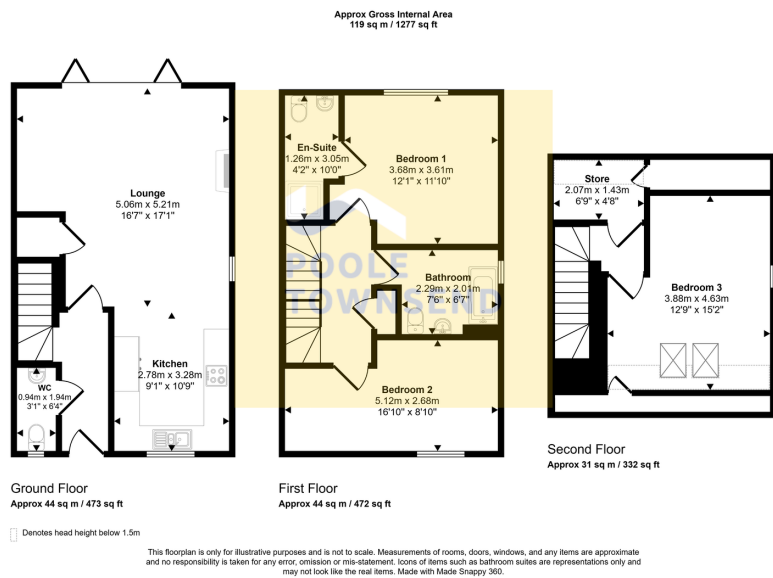 Approx Gross Internal Area
119 sq m / 1277 sq ft
Lounge
5.06m x 5.21m
16'7" x 17'1"
Kitchen
2.78m x 3.28m
9'1" x 10'9"
WC
0.94m x 1.94m
3'1" x 6'4"
En-Suite
1.26m x 3.05m
4'2" x 10'0"
Bedroom 1
3.68m x 3.61m
12'1" x 11'10"
Bathroom
2.29m x 2.01m
7'6" x 6'7"
Bedroom 2
5.12m x 2.68m
16'10" x 8'10"
POOLE
TOWNSEND
Store
2.07m x 1.43m
6'9" x 4'8"
Bedroom 3
3.88m x 4.63m
12'9" x 15'2"
Ground Floor
Approx 44 sq m / 473 sq ft
First Floor
Approx 44 sq m / 472 sq ft
Second Floor
Approx 31 sq m / 332 sq ft
Denotes head height below 1.5m
This floorplan is only for illustrative purposes and is not to scale. Measurements of rooms, doors, windows, and any items are approximate
and no responsibility is taken for any error, omission or mis-statement. Icons of items such as bathroom suites are representations only and
may not look like the real items. Made with Made Snappy 360.